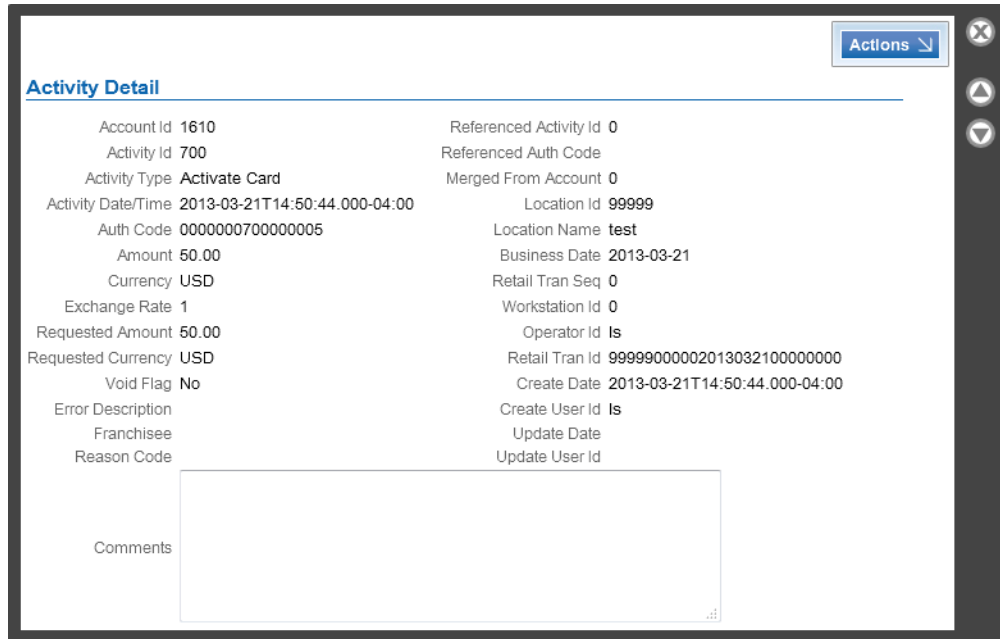 Actions
Activity Detail
Account Id 1610 Referenced Activity Id 0
Activity Id 700 Referenced Auth Code
Activity Type Activate Card Merged From Account 0
Activity Date/Time 2013-03-21T14:50:44.000-04:00 Location Id 99999
Auth Code 0000000700000005 Location Name test
Amount 50.00 Business Date 2013-03-21
Currency USD Retail Tran Seq 0
Exchange Rate 1 Workstation Id 0
Requested Amount 50.00 Operator Id ls
Requested Currency USD Retail Tran Id 99999000002013032100000000
Void Flag No Create Date 2013-03-21T14:50:44.000-04:00
Error Description Create User Id ls
Franchisee Update Date
Reason Code Update User Id
Comments